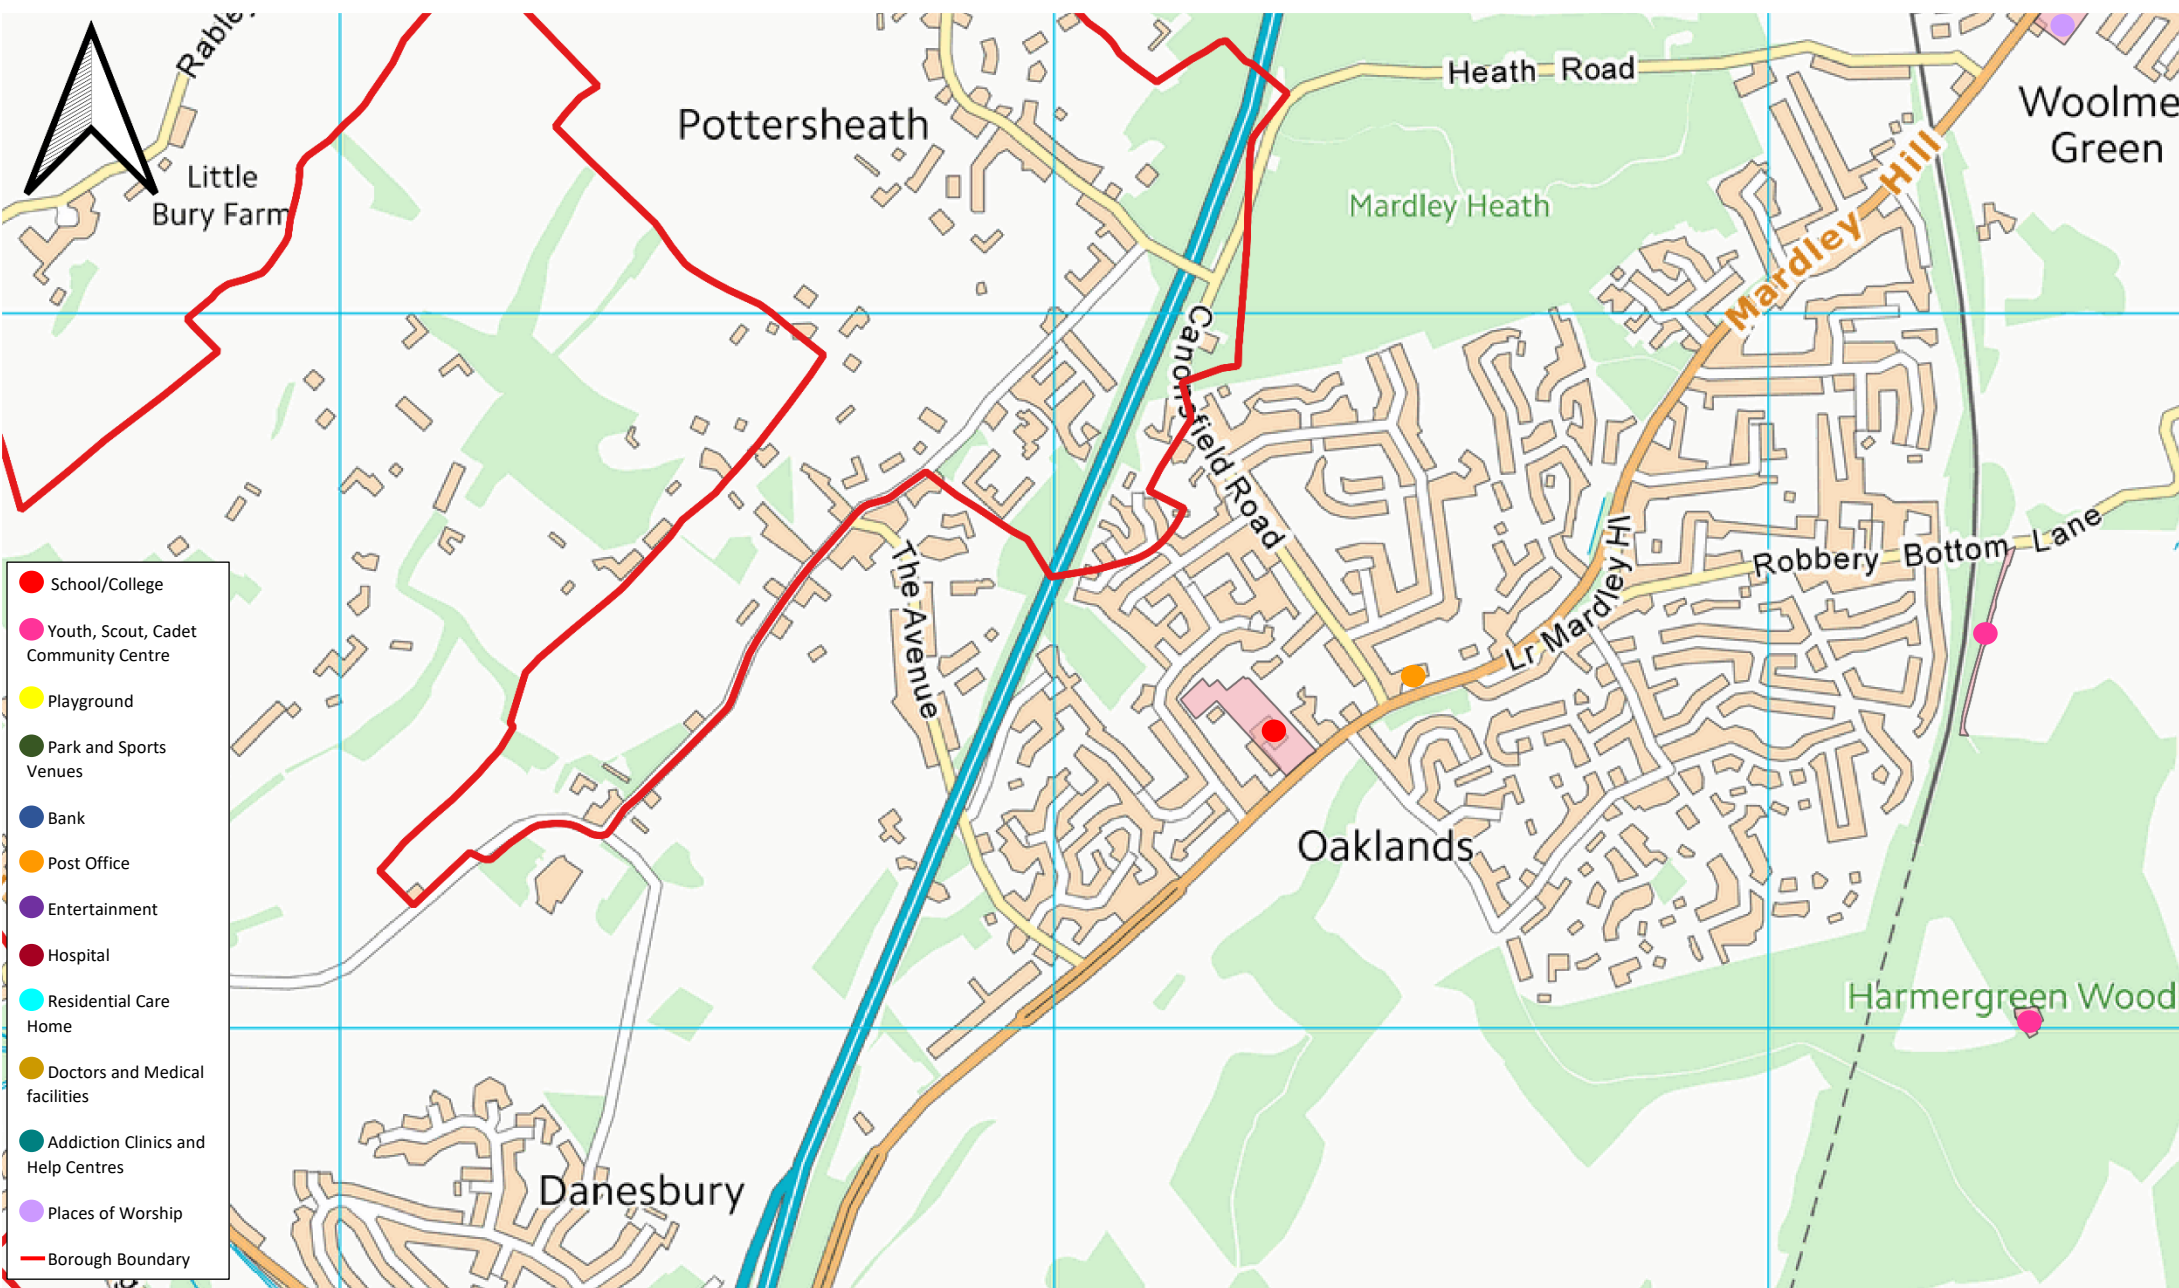 Rabley
Heath Road
Woolme
Green
Pottersheath
Little
Bury Farm
Mardley Heath
Mardley Hill
Canonsfield Road
The Avenue
Lr Mardley Hl
Robbery Bottom Lane
Oaklands
Harmergreen Wood
Danesbury
School/College
Youth, Scout, Cadet
Community Centre
Playground
Park and Sports
Venues
Bank
Post Office
Entertainment
Hospital
Residential Care
Home
Doctors and Medical
facilities
Addiction Clinics and
Help Centres
Places of Worship
Borough Boundary